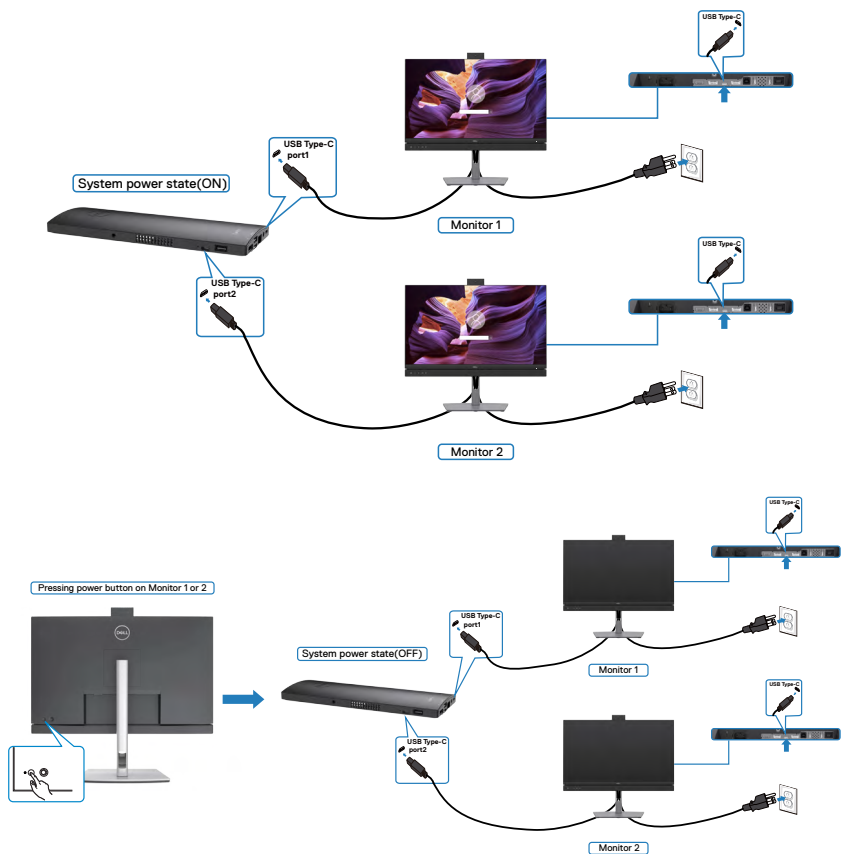 USB Type-C
USB Type-C
port1
System power state(ON)
Monitor 1
USB Type-C
USB Type-C
port2
Monitor 2
USB Type-C
Pressing power button on Monitor 1 or 2
DELL
USB Type-C
port1
System power state(OFF)
Monitor 1
USB Type-C
USB Type-C
port2
Monitor 2